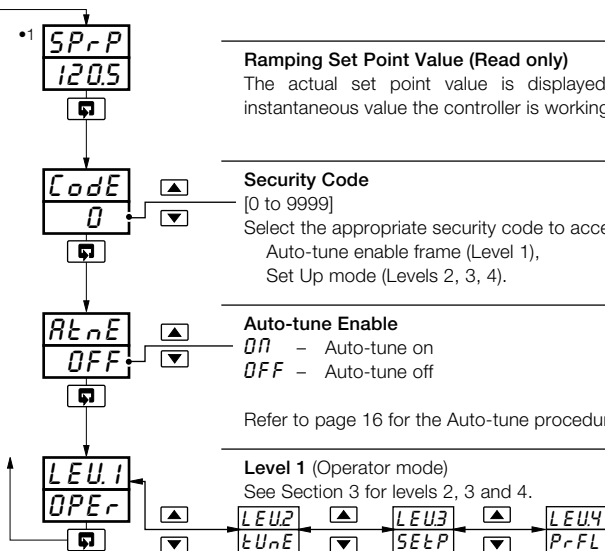 •1
SPrP
120.5
Ramping Set Point Value (Read only)
The actual set point value is displayed
instantaneous value the controller is working
CodE
0
Security Code
[0 to 9999]
Select the appropriate security code to acce
Auto-tune enable frame (Level 1),
Set Up mode (Levels 2, 3, 4).
AtnE
OFF
Auto-tune Enable
On – Auto-tune on
OFF – Auto-tune off
Refer to page 16 for the Auto-tune procedur
LEV.1
OPEr
Level 1 (Operator mode)
See Section 3 for levels 2, 3 and 4.
LEV.2 LEV.3 LEV.4
tUnE SEtP PrFL